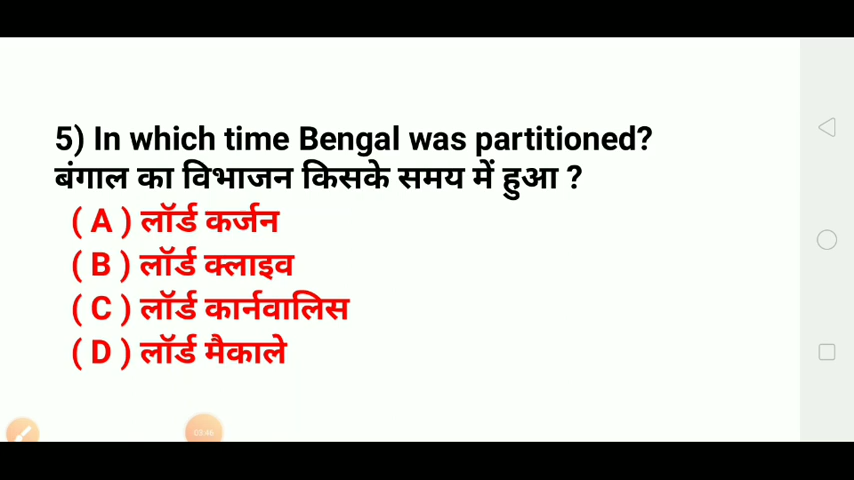 5) In which time Bengal was partitioned?
बंगाल का विभाजन किसके समय में हुआ ?
( A ) लॉर्ड कर्जन
( B ) लॉर्ड क्लाइव
( C ) लॉर्ड कार्नवालिस
( D ) लॉर्ड मैकाले